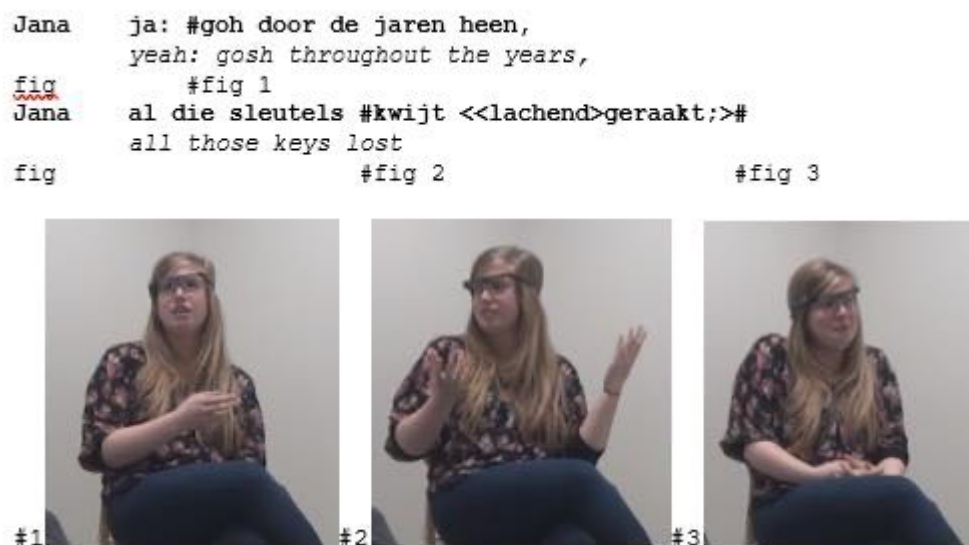 Jana ja: #goh door de jaren heen,
yeah: gosh throughout the years,
fig #fig 1
Jana al die sleutels #kwijt <<lachend>geraakt;>#
all those keys lost
fig #fig 2 #fig 3
#1 #2 #3